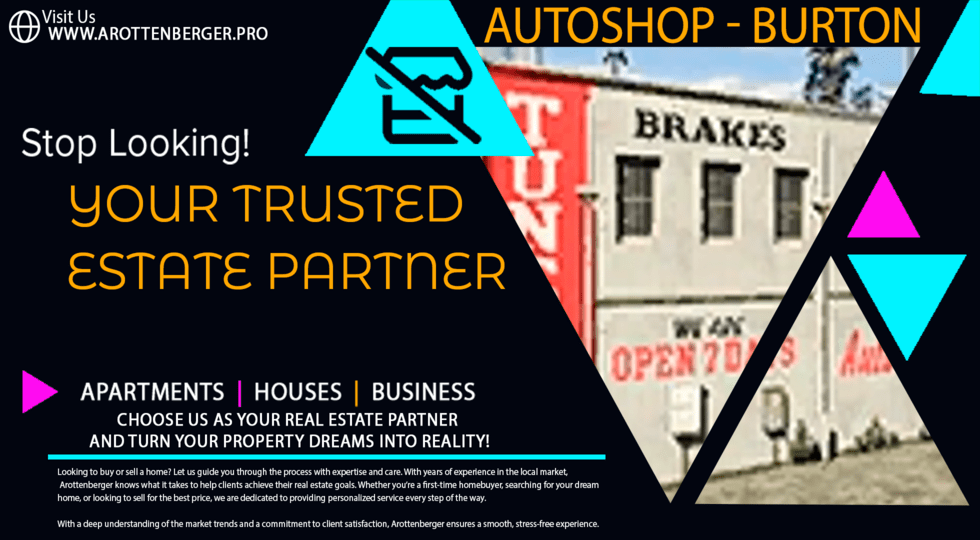 Visit Us
WWW.AROTTENBERGER.PRO
AUTOSHOP - BURTON
Stop Looking!
YOUR TRUSTED
ESTATE PARTNER
TUN
BRAKES
WE ARE
OPEN 7 DAYS
APARTMENTS | HOUSES | BUSINESS
CHOOSE US AS YOUR REAL ESTATE PARTNER
AND TURN YOUR PROPERTY DREAMS INTO REALITY!
Looking to buy or sell a home? Let us guide you through the process with expertise and care. With years of experience in the local market,
Arottenberger knows what it takes to help clients achieve their real estate goals. Whether you're a first-time homebuyer, searching for your dream
home, or looking to sell for the best price, we are dedicated to providing personalized service every step of the way.
With a deep understanding of the market trends and a commitment to client satisfaction, Arottenberger ensures a smooth, stress-free experience.